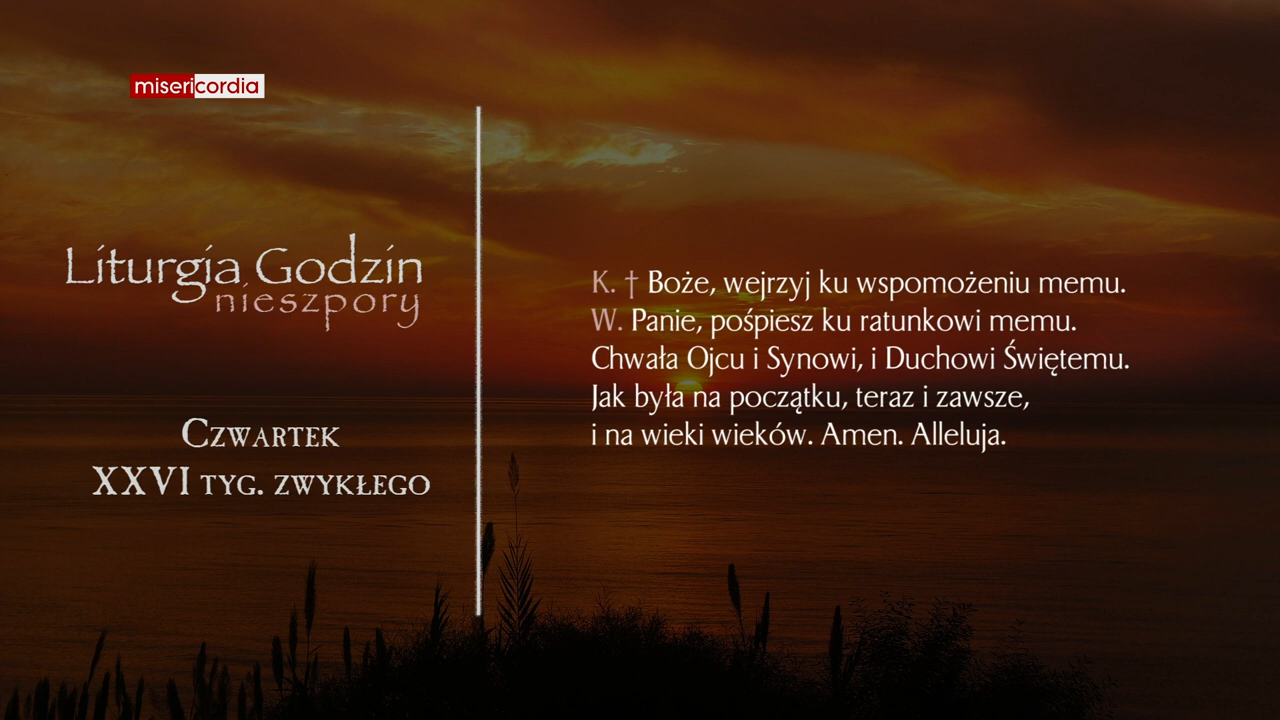 misericordia
Liturgia Godzin
nieszpory
Czwartek
XXVI tyg. zwykłego
K. † Boże, wejrzyj ku wspomożeniu memu.
W. Panie, pośpiesz ku ratunkowi memu.
Chwała Ojcu i Synowi, i Duchowi Świętemu.
Jak była na początku, teraz i zawsze,
i na wieki wieków. Amen. Alleluja.